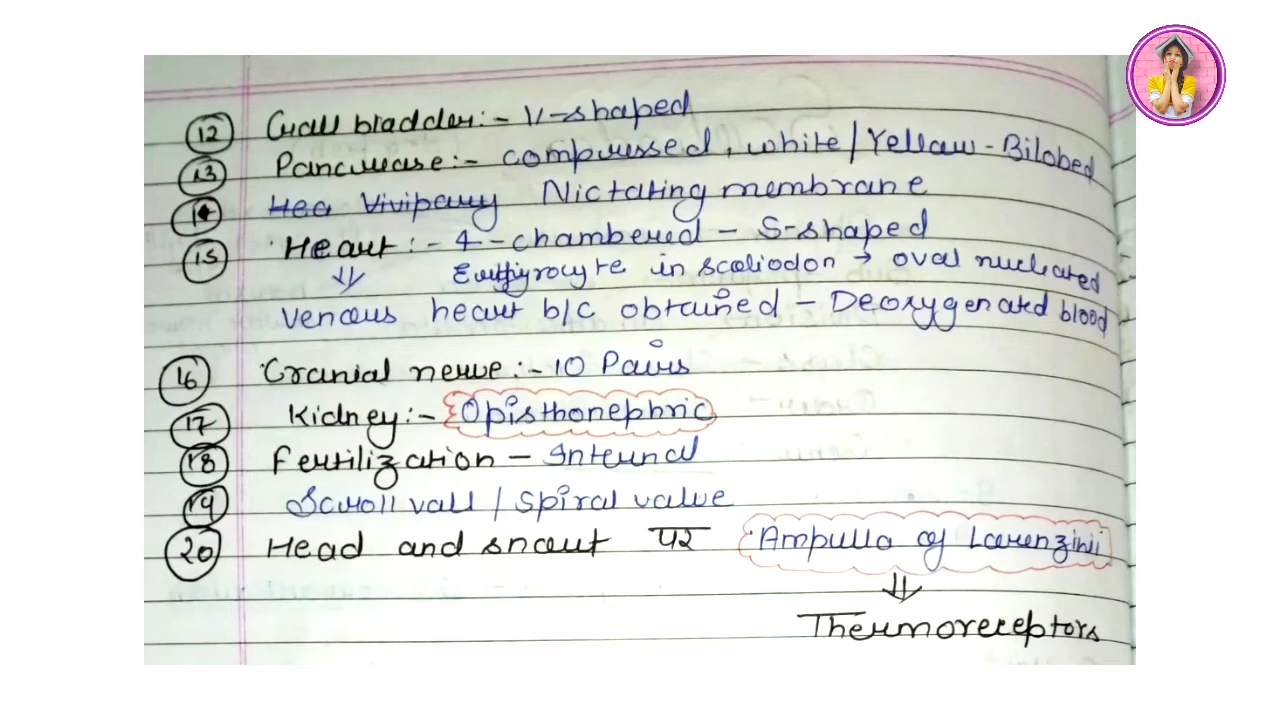 12 Gall bladder:- V-shaped
13 Pancrease:- compressed, white/Yellow-Bilobed
14 Hea Vivipary Nictating membrane
15 Heart:- 4-chambered - S-shaped
⇓ Erythrocyte in scoliodon → oval nucleated
Venous heart b/c obtained - Deoxygenated blood
16 Cranial nerve:- 10 Pairs
17 Kidney:- Opisthonephric
18 Fertilization - Internal
19 Scroll vall / Spiral valve
20 Head and snout पर Ampulla of Lorenzinii
⇓
Thermoreceptors